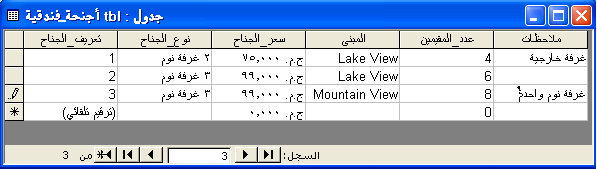 tbl أجنحة_فندقية : جدول
تعريف_الجناح نوع_الجناح سعر_الجناح المبنى عدد_المقيمين ملاحظات
1 ٢ غرفة نوم ج.م. ٧٥,٠٠٠ Lake View 4 غرفة خارجية
2 ٣ غرفة نوم ج.م. ٩٩,٠٠٠ Lake View 6
3 ٣ غرفة نوم ج.م. ٩٩,٠٠٠ Mountain View 8 غرفة نوم واحدة
(ترقيم تلقائي) ج.م. ٠,٠٠٠ 0
السجل: 3 من 3